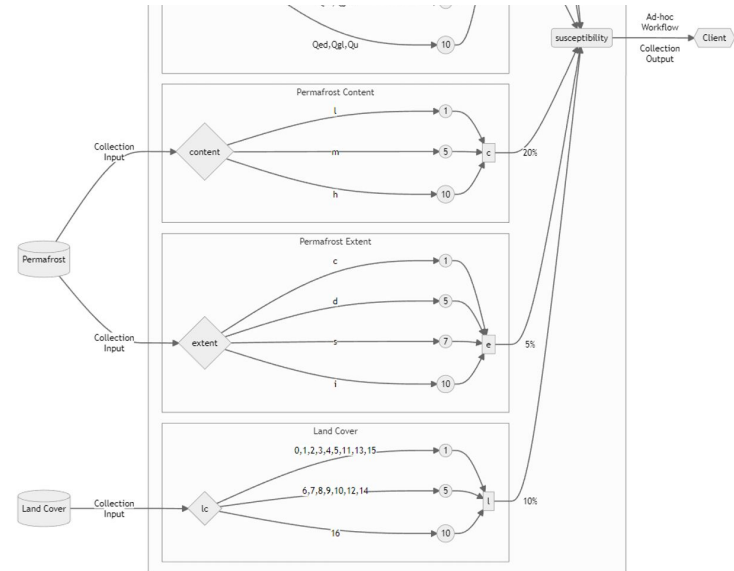 Qed,Qgl,Qu
10
susceptibility
Ad-hoc
Workflow
Collection
Output
Client
Permafrost Content
Collection
Input
content
l
1
m
5
h
10
c
20%
Permafrost
Permafrost Extent
Collection
Input
extent
c
1
d
5
s
7
i
10
e
5%
Land Cover
Land Cover
Collection
Input
lc
0,1,2,3,4,5,11,13,15
1
6,7,8,9,10,12,14
5
16
10
l
10%